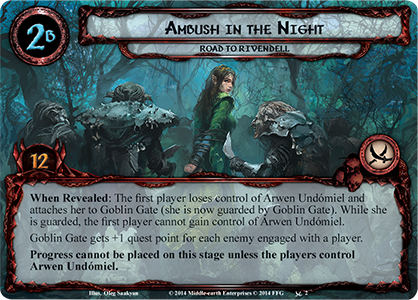 2B
Ambush in the Night
Road to Rivendell
12
When Revealed: The first player loses control of Arwen Undómiel and
attaches her to Goblin Gate (she is now guarded by Goblin Gate). While she
is guarded, the first player cannot gain control of Arwen Undómiel.
Goblin Gate gets +1 quest point for each enemy engaged with a player.
Progress cannot be placed on this stage unless the players control
Arwen Undómiel.
Illus. Oleg Saakyan © 2014 Middle-earth Enterprises © 2014 FFG 2